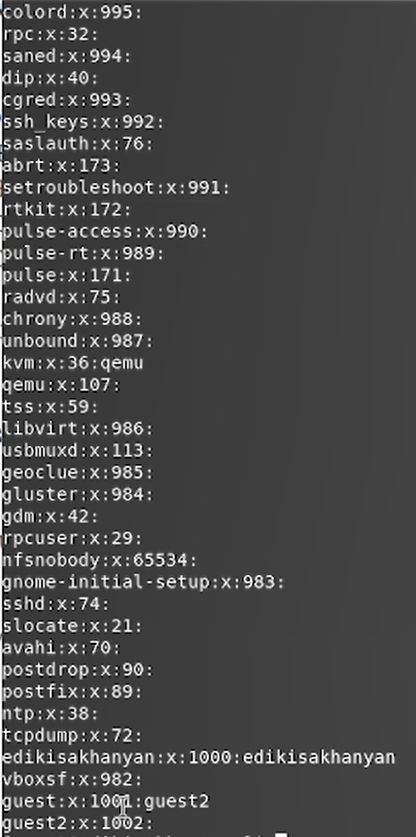 colord:x:995:
rpc:x:32:
saned:x:994:
dip:x:40:
cgred:x:993:
ssh_keys:x:992:
saslauth:x:76:
abrt:x:173:
setroubleshoot:x:991:
rtkit:x:172:
pulse-access:x:990:
pulse-rt:x:989:
pulse:x:171:
radvd:x:75:
chrony:x:988:
unbound:x:987:
kvm:x:36:qemu
qemu:x:107:
tss:x:59:
libvirt:x:986:
usbmuxd:x:113:
geoclue:x:985:
gluster:x:984:
gdm:x:42:
rpcuser:x:29:
nfsnobody:x:65534:
gnome-initial-setup:x:983:
sshd:x:74:
slocate:x:21:
avahi:x:70:
postdrop:x:90:
postfix:x:89:
ntp:x:38:
tcpdump:x:72:
edikisakhanyan:x:1000:edikisakhanyan
vboxsf:x:982:
guest:x:1001:guest2
guest2:x:1002: